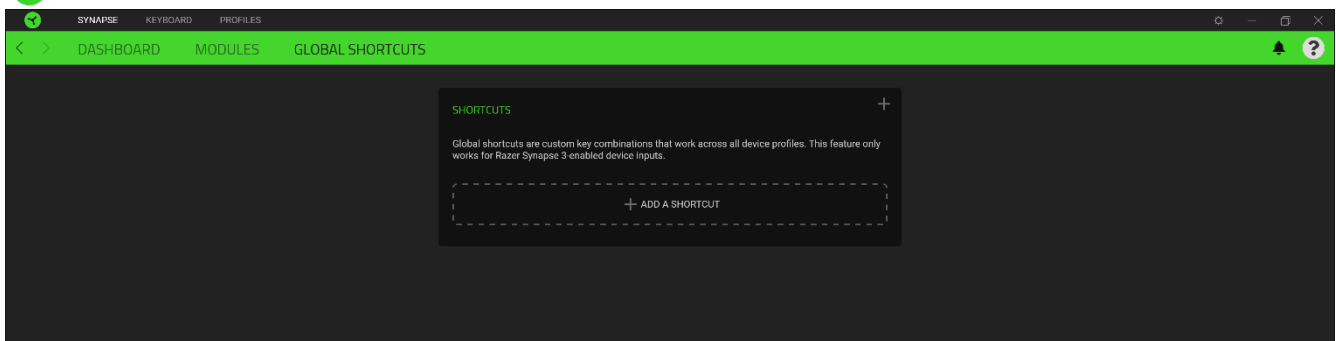 SYNAPSE KEYBOARD PROFILES
DASHBOARD MODULES GLOBAL SHORTCUTS
SHORTCUTS
Global shortcuts are custom key combinations that work across all device profiles. This feature only
works for Razer Synapse 3-enabled device inputs.
ADD A SHORTCUT